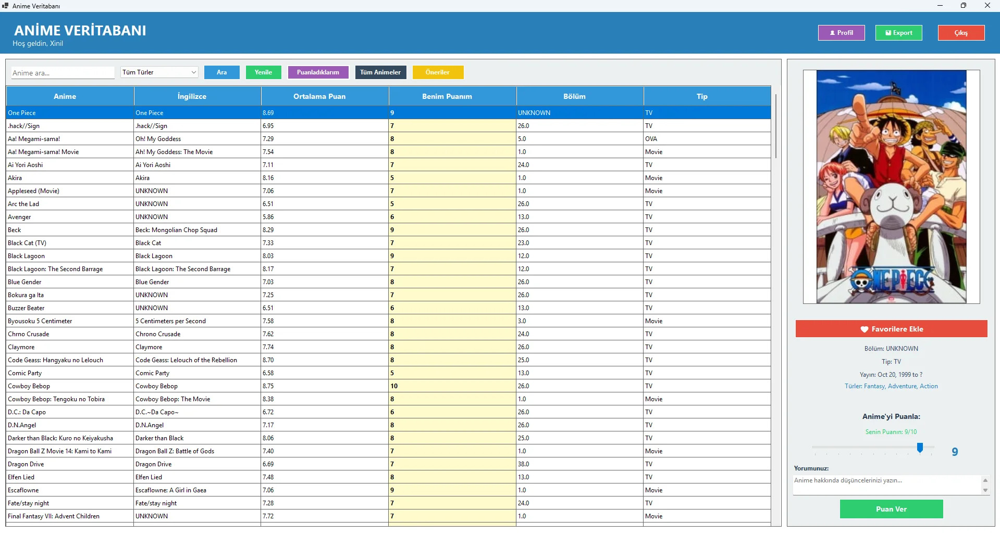 Anime Veritabanı
ANİME VERİTABANI
Hoş geldin, Xinil
Profil
Export
Çıkış
Anime ara...
Tüm Türler
Ara
Yenile
Puanladıklarım
Tüm Animeler
Öneriler
Anime İngilizce Ortalama Puan Benim Puanım Bölüm Tip
One Piece One Piece 8.69 9 UNKNOWN TV
.hack//Sign .hack//Sign 6.95 7 26.0 TV
Aa! Megami-sama! Oh! My Goddess 7.29 8 5.0 OVA
Aa! Megami-sama! Movie Ah! My Goddess: The Movie 7.54 8 1.0 Movie
Ai Yori Aoshi Ai Yori Aoshi 7.11 7 24.0 TV
Akira Akira 8.16 5 1.0 Movie
Appleseed (Movie) UNKNOWN 7.06 7 1.0 Movie
Arc the Lad UNKNOWN 6.51 5 26.0 TV
Avenger UNKNOWN 5.86 6 13.0 TV
Beck Beck: Mongolian Chop Squad 8.29 9 26.0 TV
Black Cat (TV) Black Cat 7.33 7 23.0 TV
Black Lagoon Black Lagoon 8.03 9 12.0 TV
Black Lagoon: The Second Barrage Black Lagoon: The Second Barrage 8.17 7 12.0 TV
Blue Gender Blue Gender 7.03 8 26.0 TV
Bokura ga Ita UNKNOWN 7.25 7 26.0 TV
Buzzer Beater UNKNOWN 6.51 6 13.0 TV
Byousoku 5 Centimeter 5 Centimeters per Second 7.58 8 3.0 Movie
Chrno Crusade Chrono Crusade 7.62 8 24.0 TV
Claymore Claymore 7.74 8 26.0 TV
Code Geass: Hangyaku no Lelouch Code Geass: Lelouch of the Rebellion 8.70 8 25.0 TV
Comic Party Comic Party 6.58 5 13.0 TV
Cowboy Bebop Cowboy Bebop 8.75 10 26.0 TV
Cowboy Bebop: Tengoku no Tobira Cowboy Bebop: The Movie 8.38 8 1.0 Movie
D.C.: Da Capo D.C.~Da Capo~ 6.72 6 26.0 TV
D.N.Angel D.N.Angel 7.17 8 26.0 TV
Darker than Black: Kuro no Keiyakusha Darker than Black 8.06 8 25.0 TV
Dragon Ball Z Movie 14: Kami to Kami Dragon Ball Z: Battle of Gods 7.40 7 1.0 Movie
Dragon Drive Dragon Drive 6.69 7 38.0 TV
Elfen Lied Elfen Lied 7.48 8 13.0 TV
Escaflowne Escaflowne: A Girl in Gaea 7.06 9 1.0 Movie
Fate/stay night Fate/stay night 7.28 7 24.0 TV
Final Fantasy VII: Advent Children UNKNOWN 7.72 7 1.0 Movie
ONE PIECE
Favorilere Ekle
Bölüm: UNKNOWN
Tip: TV
Yayın: Oct 20, 1999 to ?
Türler: Fantasy, Adventure, Action
Anime'yi Puanla:
Senin Puanın: 9/10
9
Yorumunuz:
Anime hakkında düşüncelerinizi yazın...
Puan Ver